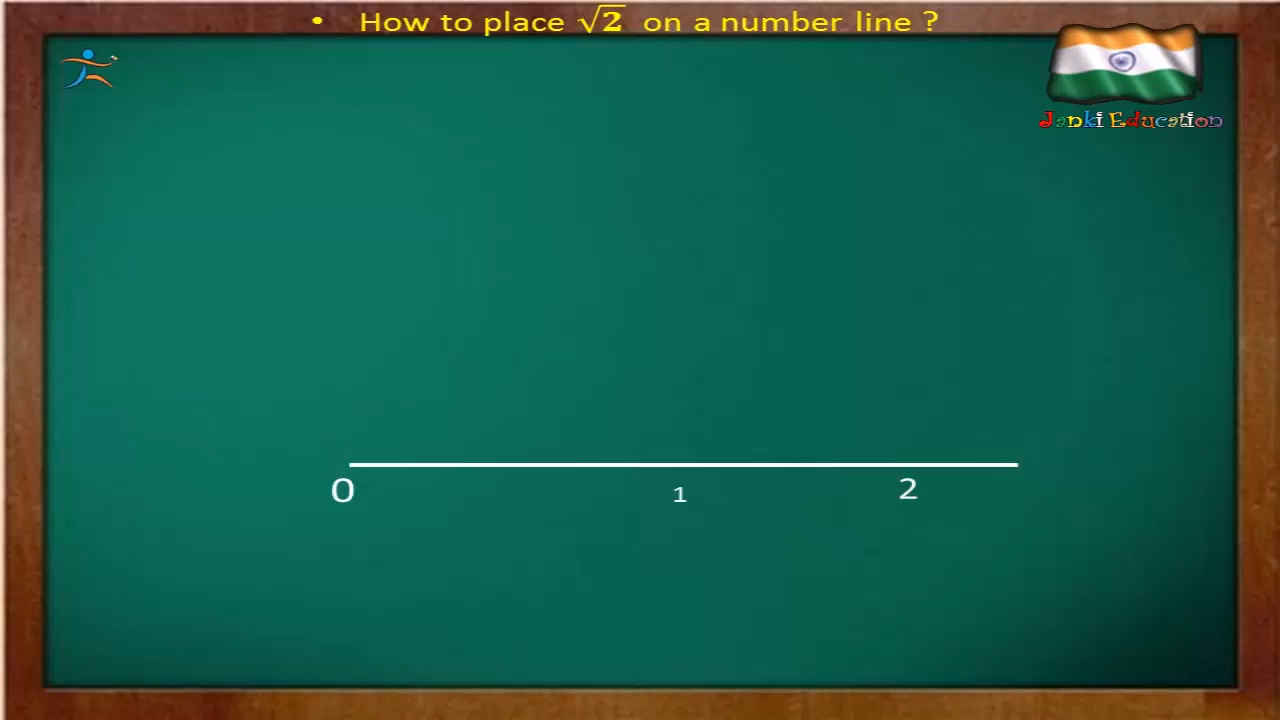 • How to place √2 on a number line ?
Janki Education
0 1 2